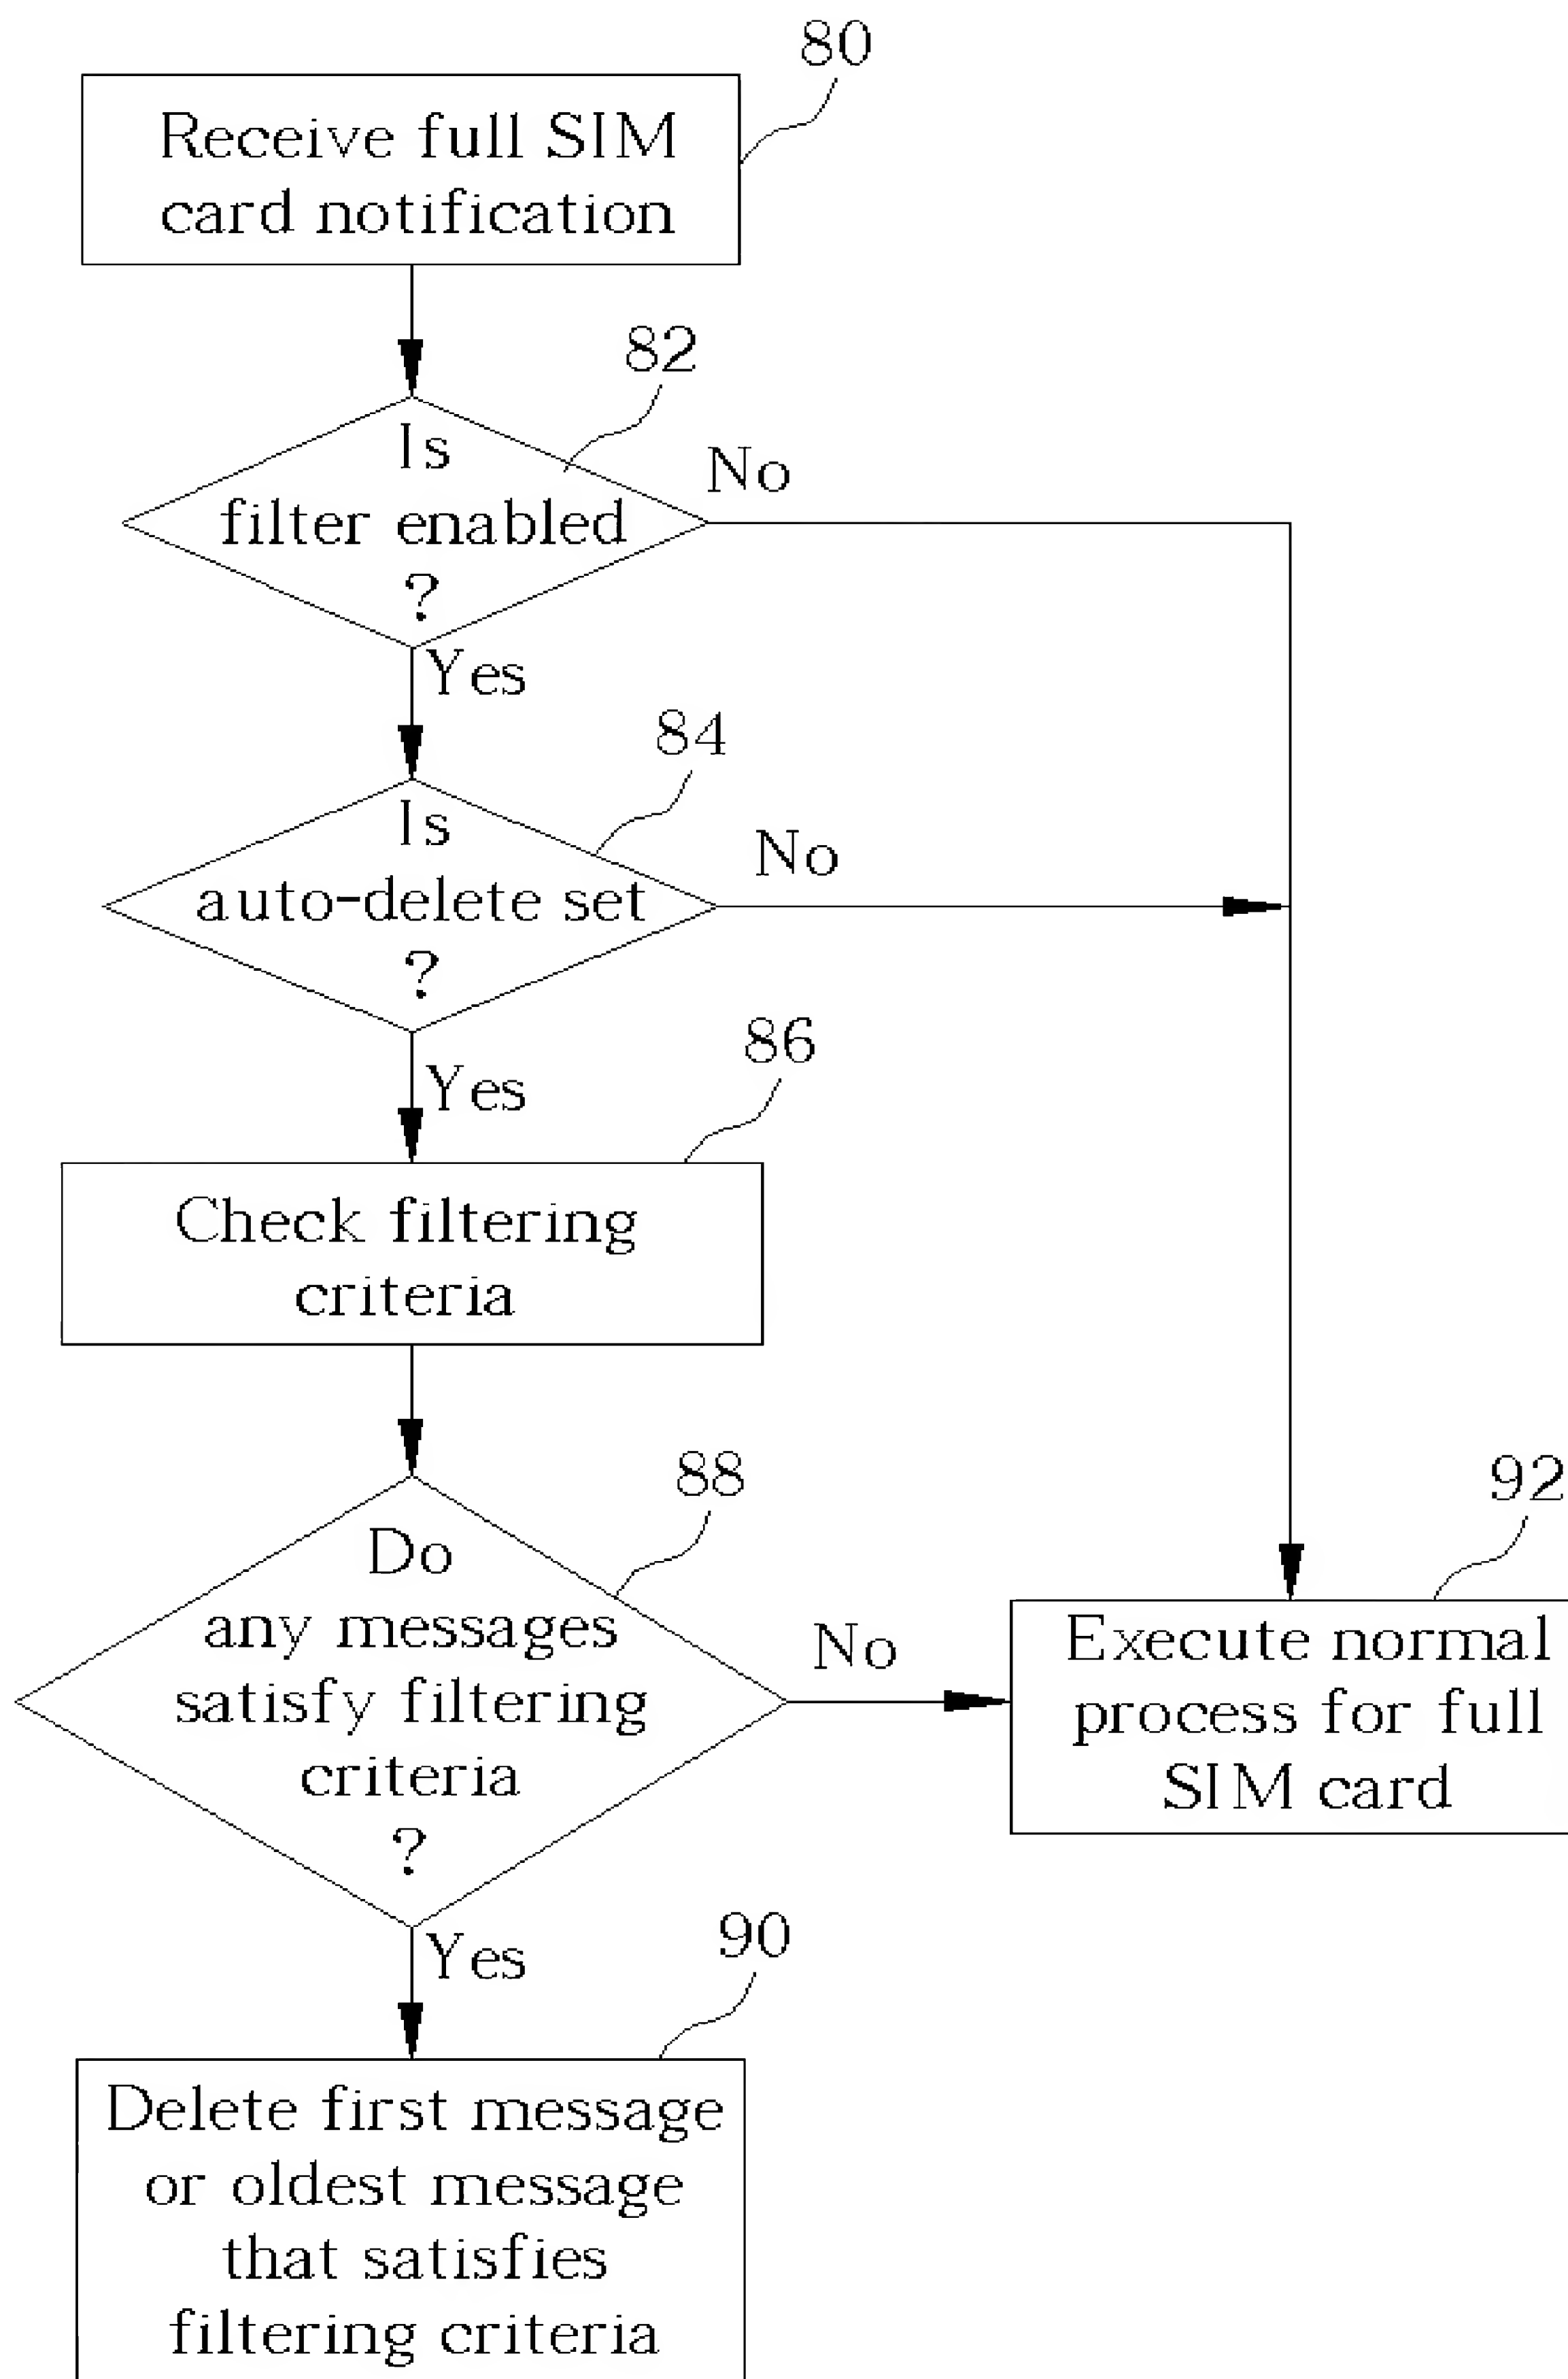 80
Receive full SIM
card notification
82
Is
filter enabled
?
No
Yes
84
Is
auto-delete set
?
No
Yes
86
Check filtering
criteria
88
Do
any messages
satisfy filtering
criteria
?
No
92
Execute normal
process for full
SIM card
Yes
90
Delete first message
or oldest message
that satisfies
filtering criteria